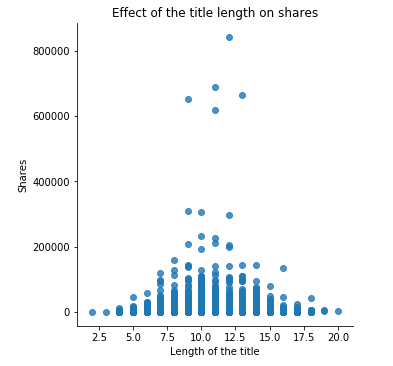 Effect of the title length on shares
800000
600000
400000
200000
0
Shares
2.5 5.0 7.5 10.0 12.5 15.0 17.5 20.0
Length of the title